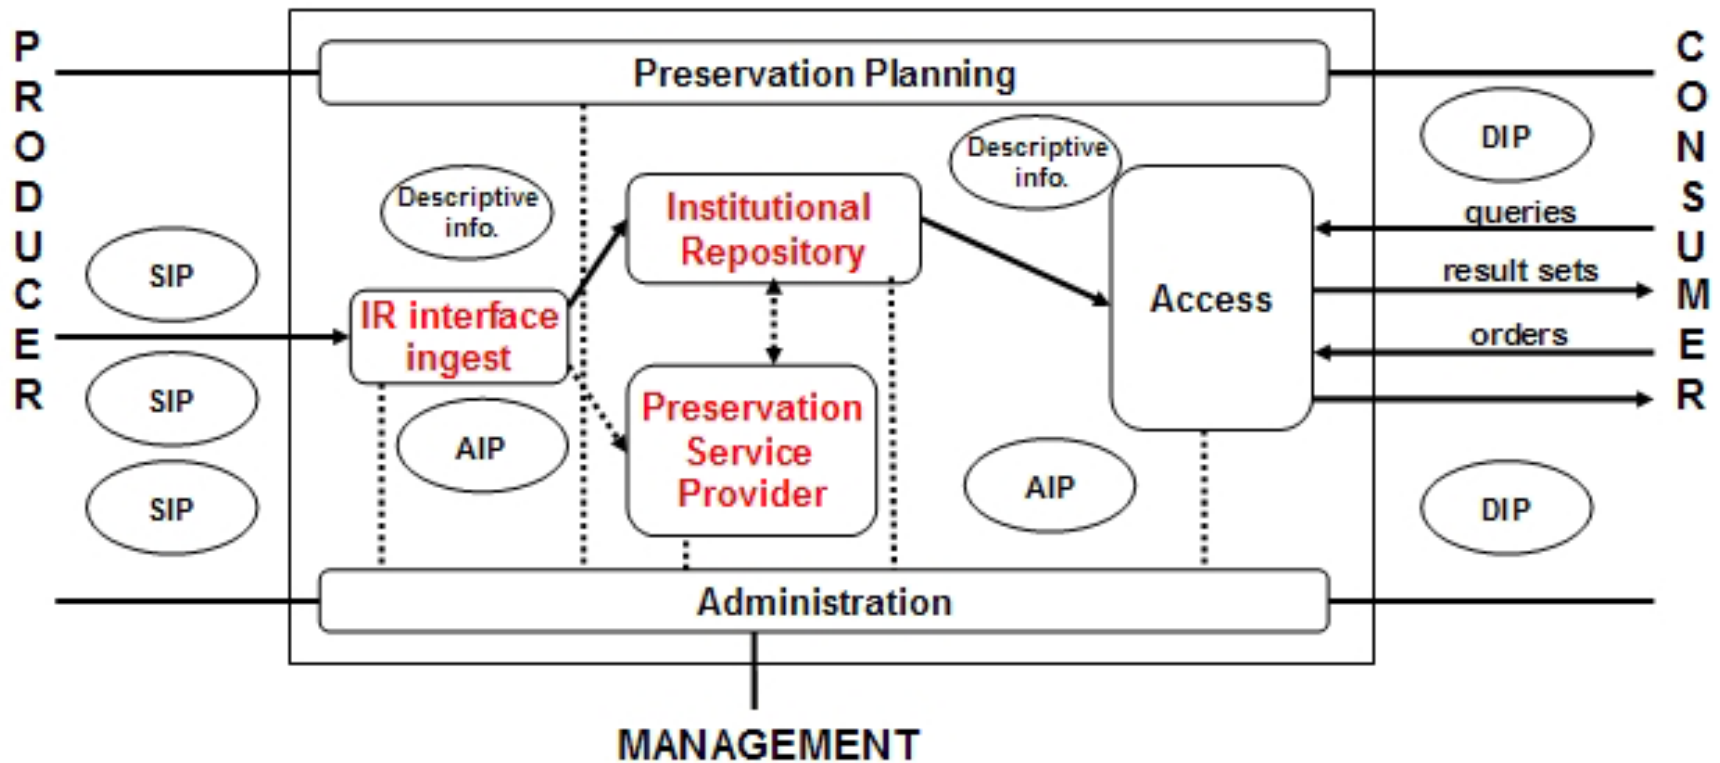 PRODUCER
Preservation Planning
CONSUMER
DIP
Descriptive
info.
Descriptive
info.
Institutional
Repository
queries
SIP
result sets
Access
IR interface
ingest
orders
SIP
Preservation
Service
Provider
AIP
AIP
SIP
DIP
Administration
MANAGEMENT